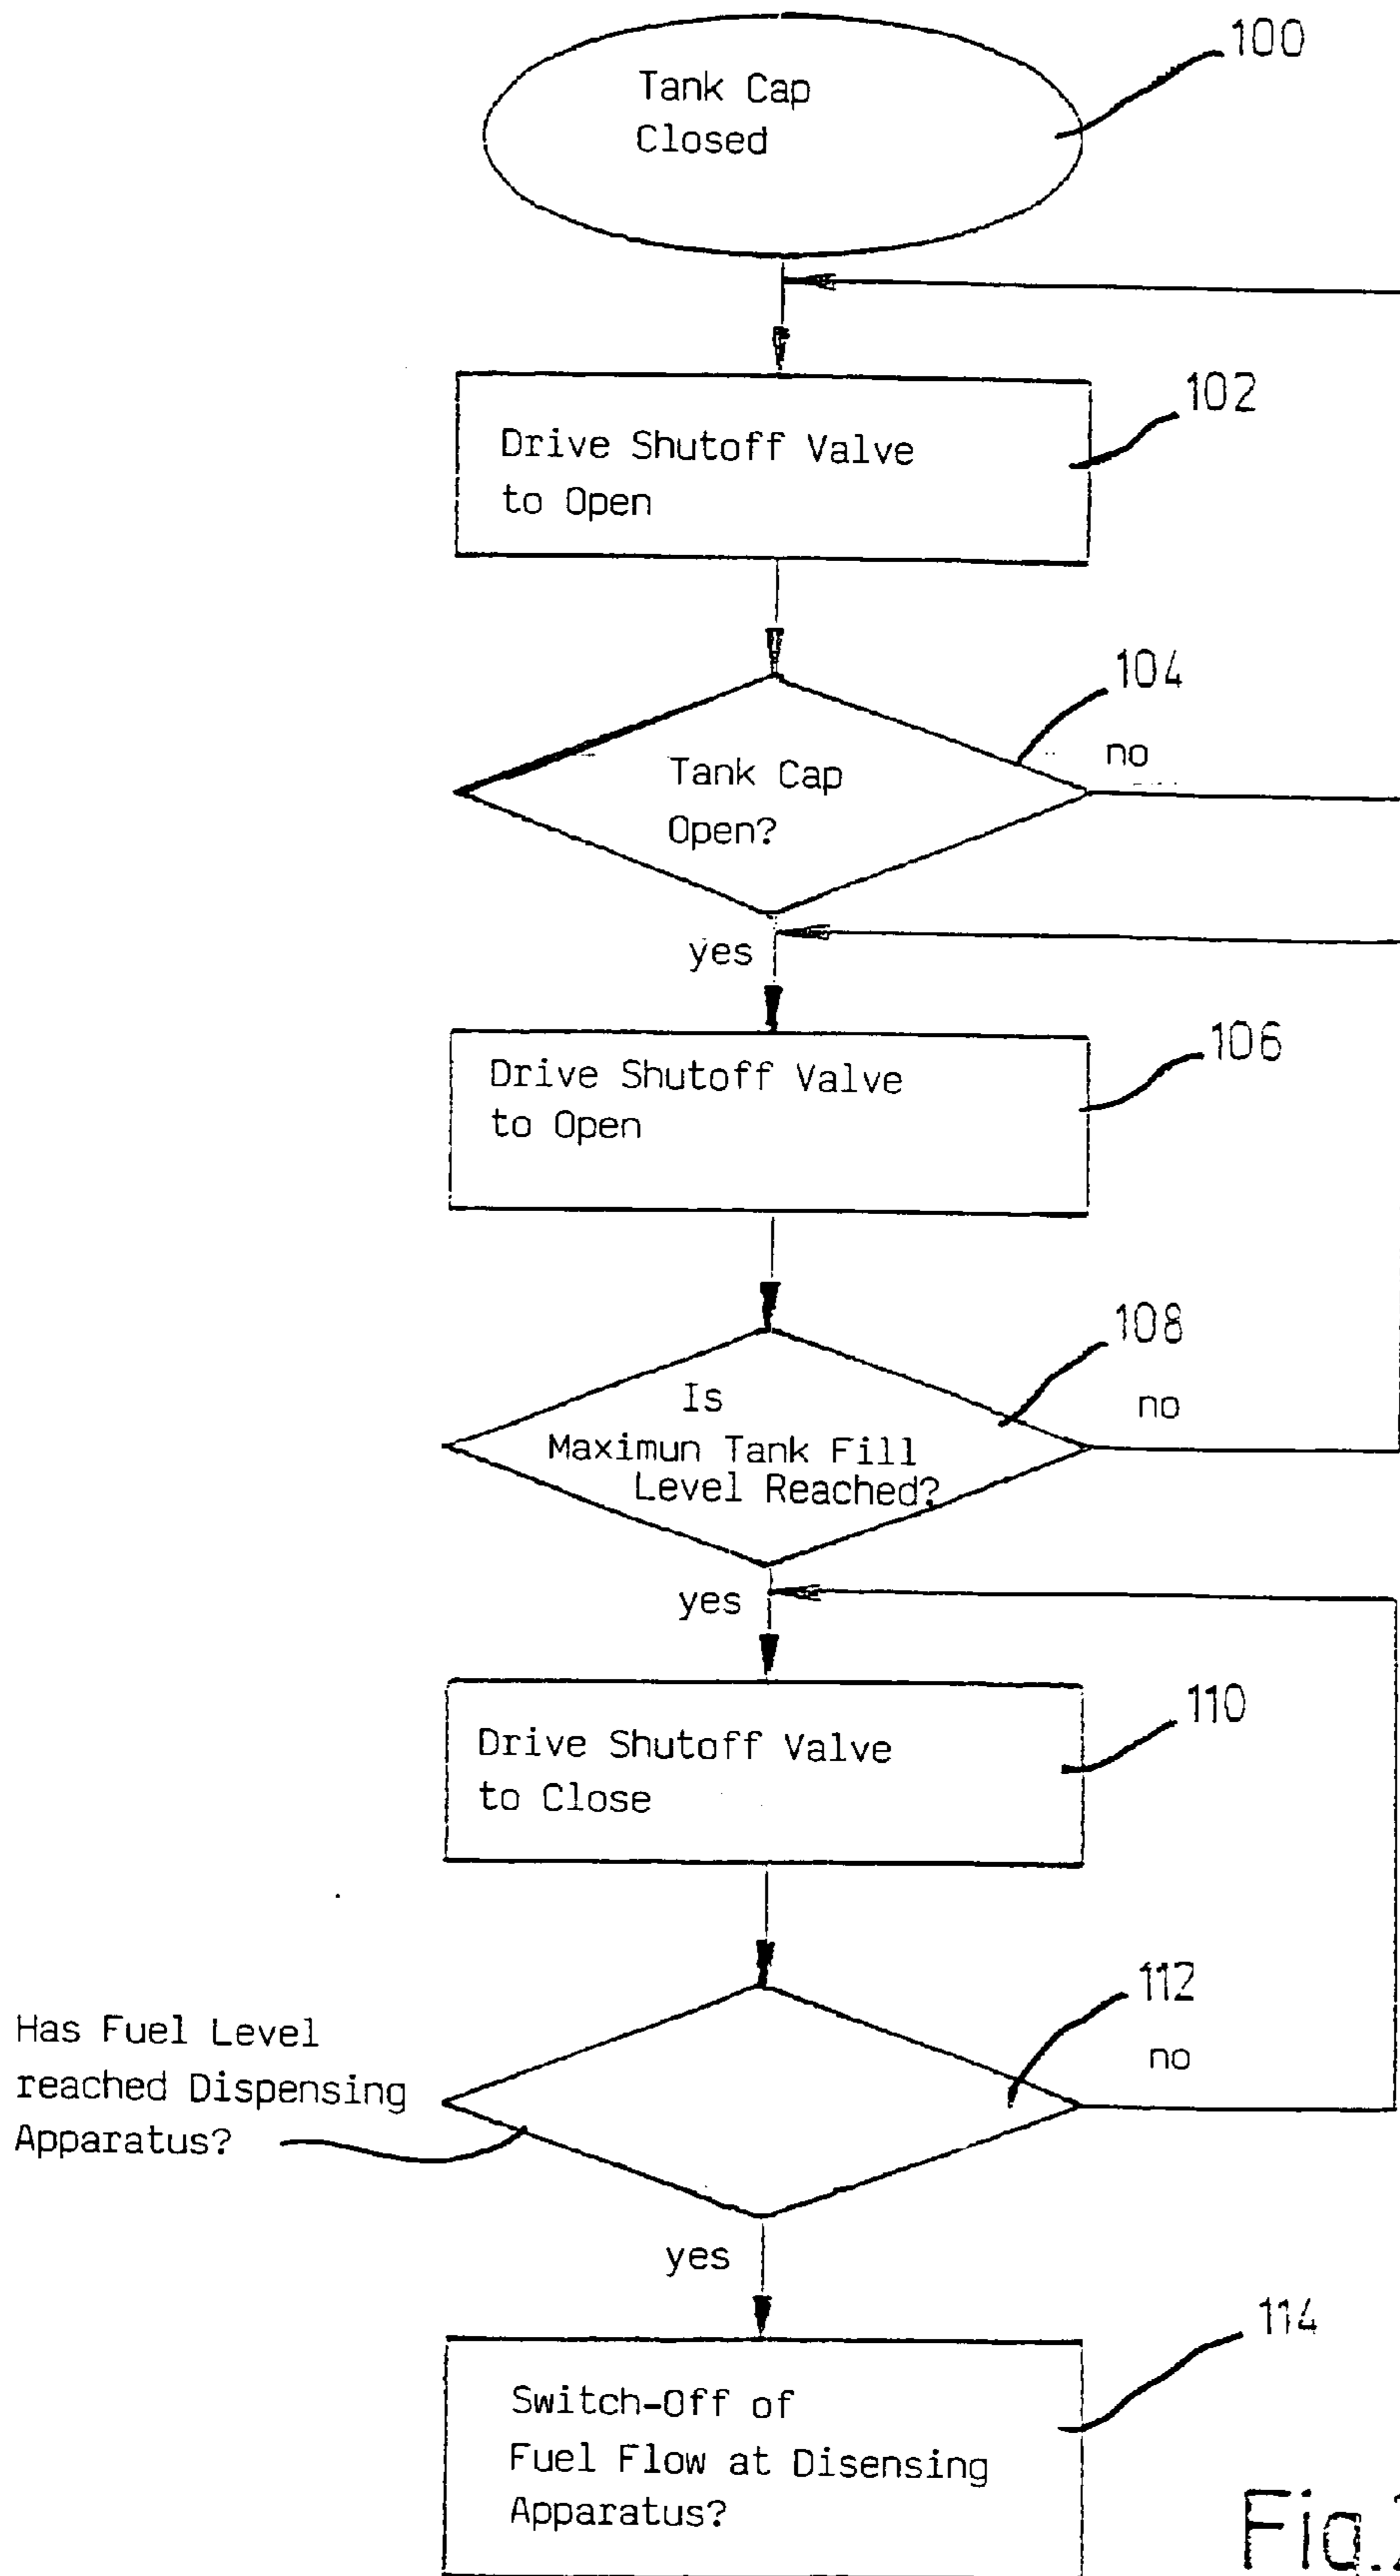 100
Tank Cap
Closed
102
Drive Shutoff Valve
to Open
104
no
Tank Cap
Open?
yes
106
Drive Shutoff Valve
to Open
108
no
Is
Maximun Tank Fill
Level Reached?
yes
110
Drive Shutoff Valve
to Close
112
no
Has Fuel Level
reached Dispensing
Apparatus?
yes
114
Switch-Off of
Fuel Flow at Disensing
Apparatus?
Fig.